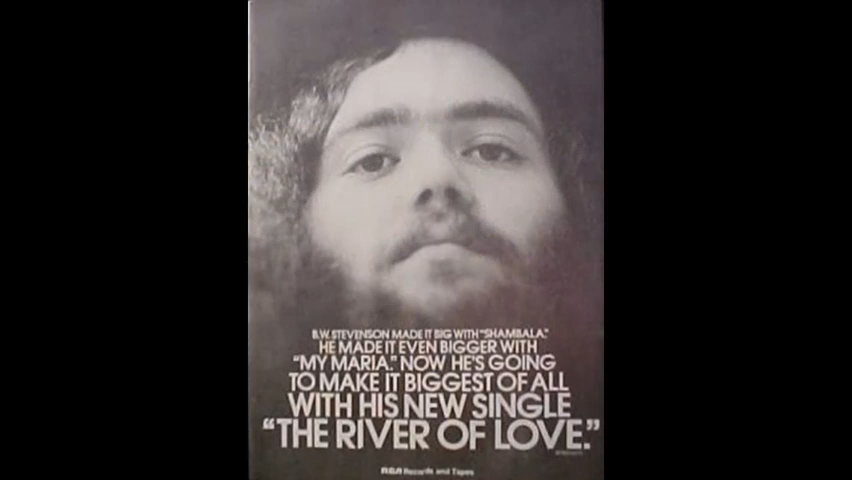 B.W. STEVENSON MADE IT BIG WITH "SHAMBALA."
HE MADE IT EVEN BIGGER WITH
"MY MARIA." NOW HE'S GOING
TO MAKE IT BIGGEST OF ALL
WITH HIS NEW SINGLE
"THE RIVER OF LOVE."
RCA Records and Tapes